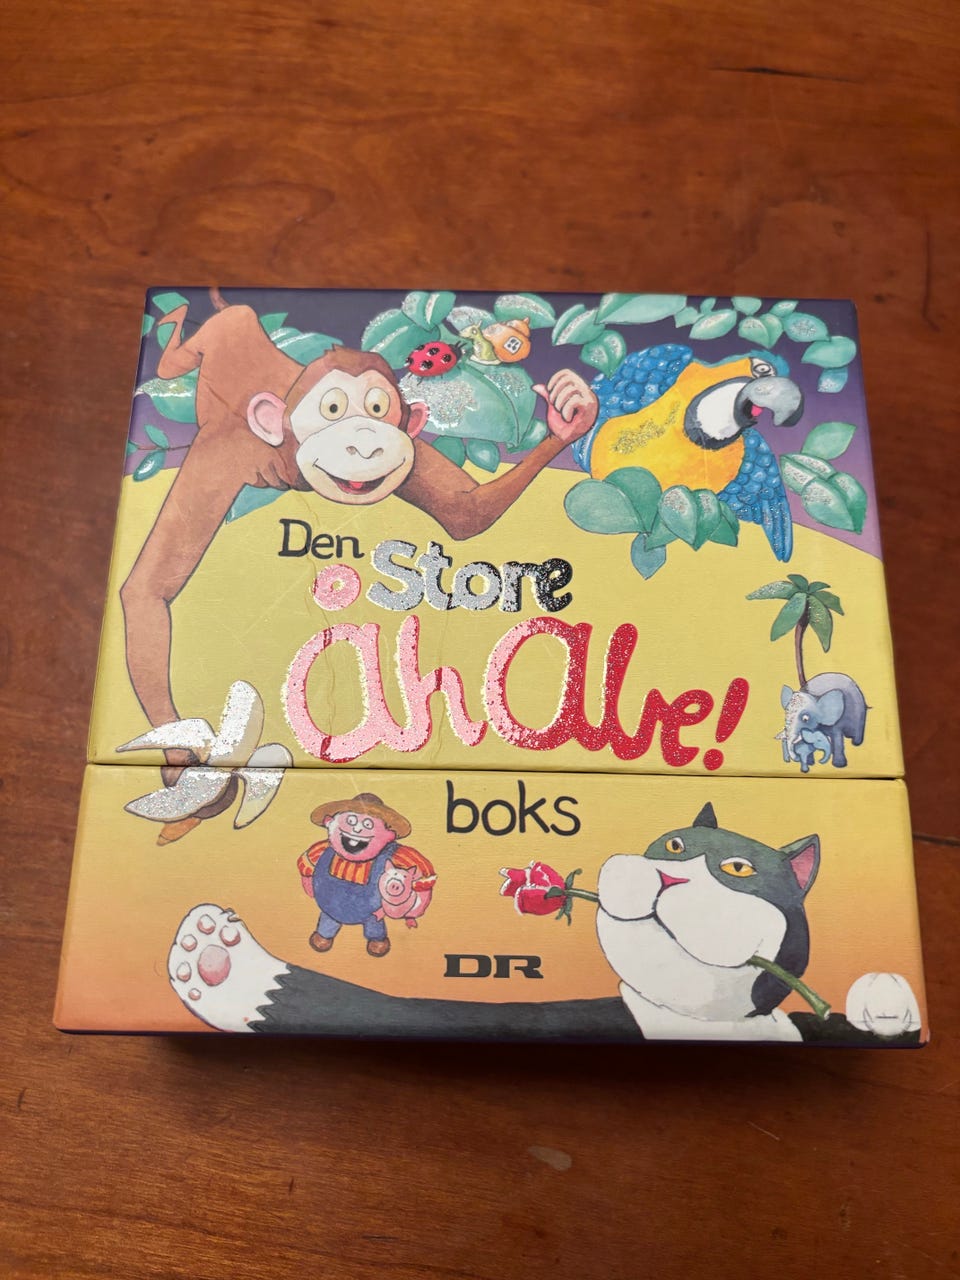 Den Store
Ah Abe!
boks
DR